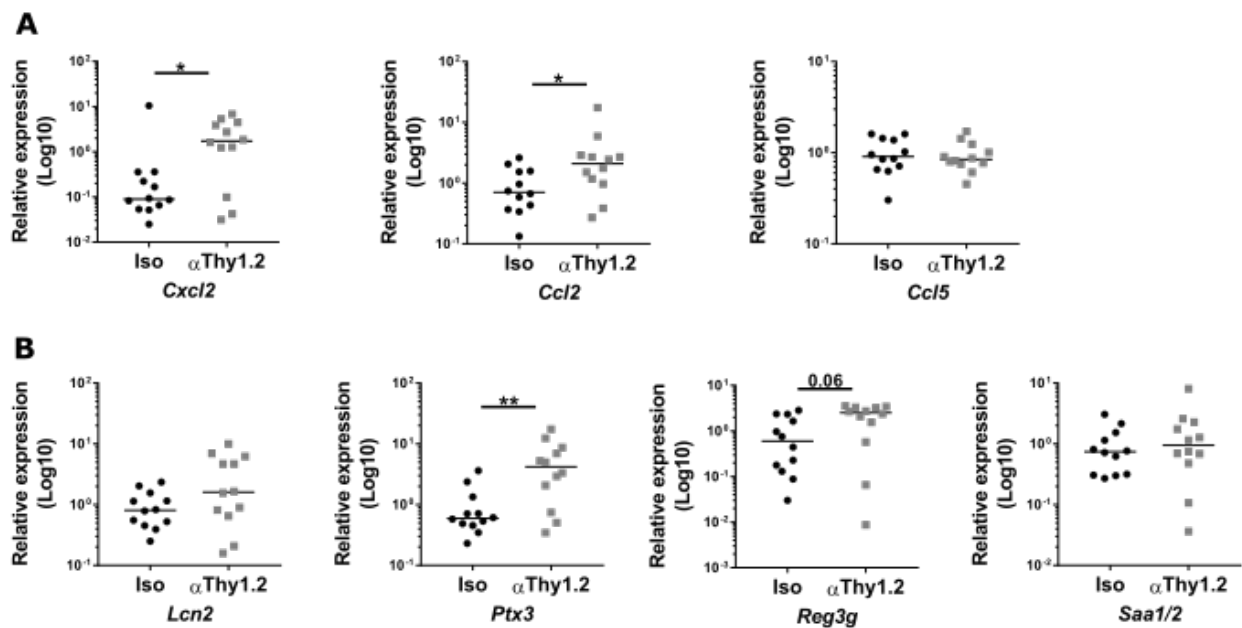 A
Relative expression
(Log10)
10²
10¹
10⁰
10⁻¹
10⁻²
*
Iso αThy1.2
Cxcl2
Relative expression
(Log10)
10²
10¹
10⁰
10⁻¹
*
Iso αThy1.2
Ccl2
Relative expression
(Log10)
10¹
10⁰
10⁻¹
Iso αThy1.2
Ccl5
B
Relative expression
(Log10)
10²
10¹
10⁰
10⁻¹
Iso αThy1.2
Lcn2
Relative expression
(Log10)
10²
10¹
10⁰
10⁻¹
**
Iso αThy1.2
Ptx3
Relative expression
(Log10)
10¹
10⁰
10⁻¹
10⁻²
10⁻³
0.06
Iso αThy1.2
Reg3g
Relative expression
(Log10)
10¹
10⁰
10⁻¹
10⁻²
Iso αThy1.2
Saa1/2